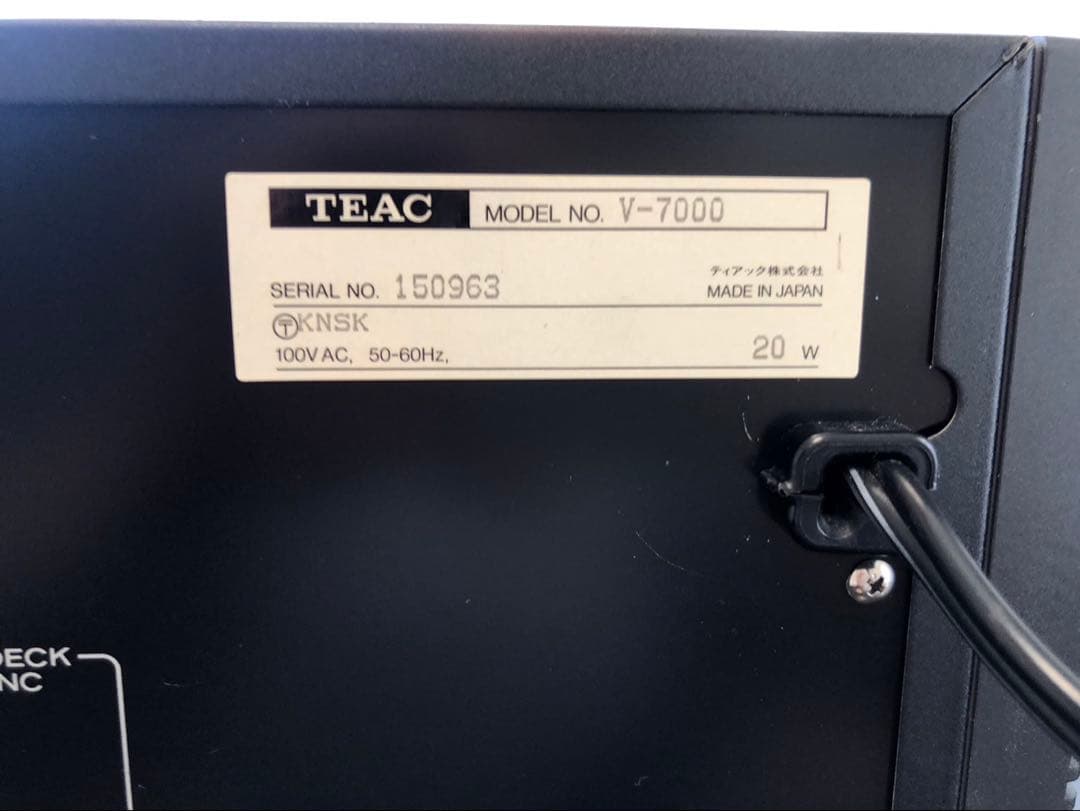 TEAC MODEL NO. V-7000
ティアック株式会社
SERIAL NO. 150963 MADE IN JAPAN
〒KNSK
100V AC, 50-60Hz, 20 W
DECK
NC